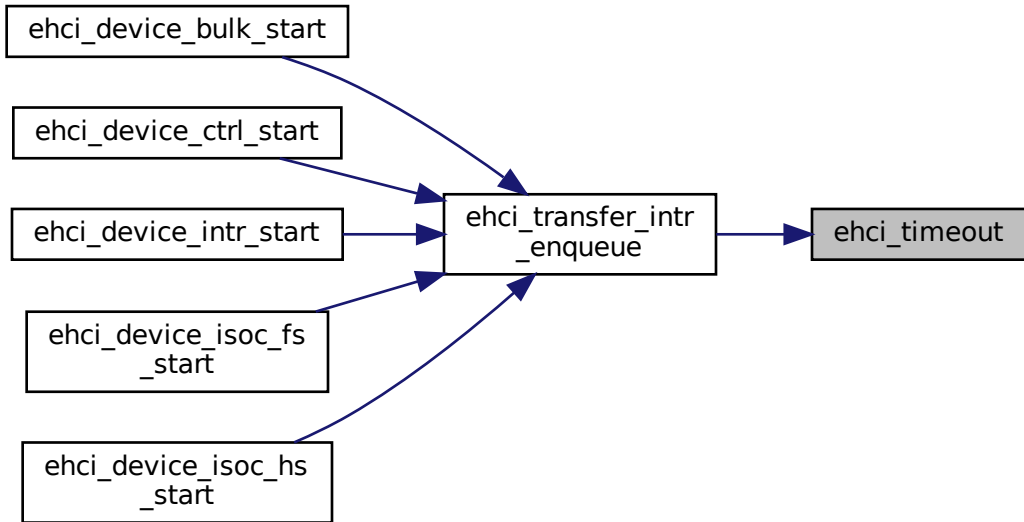 ehci_device_bulk_start
ehci_device_ctrl_start
ehci_device_intr_start
ehci_device_isoc_fs
_start
ehci_device_isoc_hs
_start
ehci_transfer_intr
_enqueue
ehci_timeout